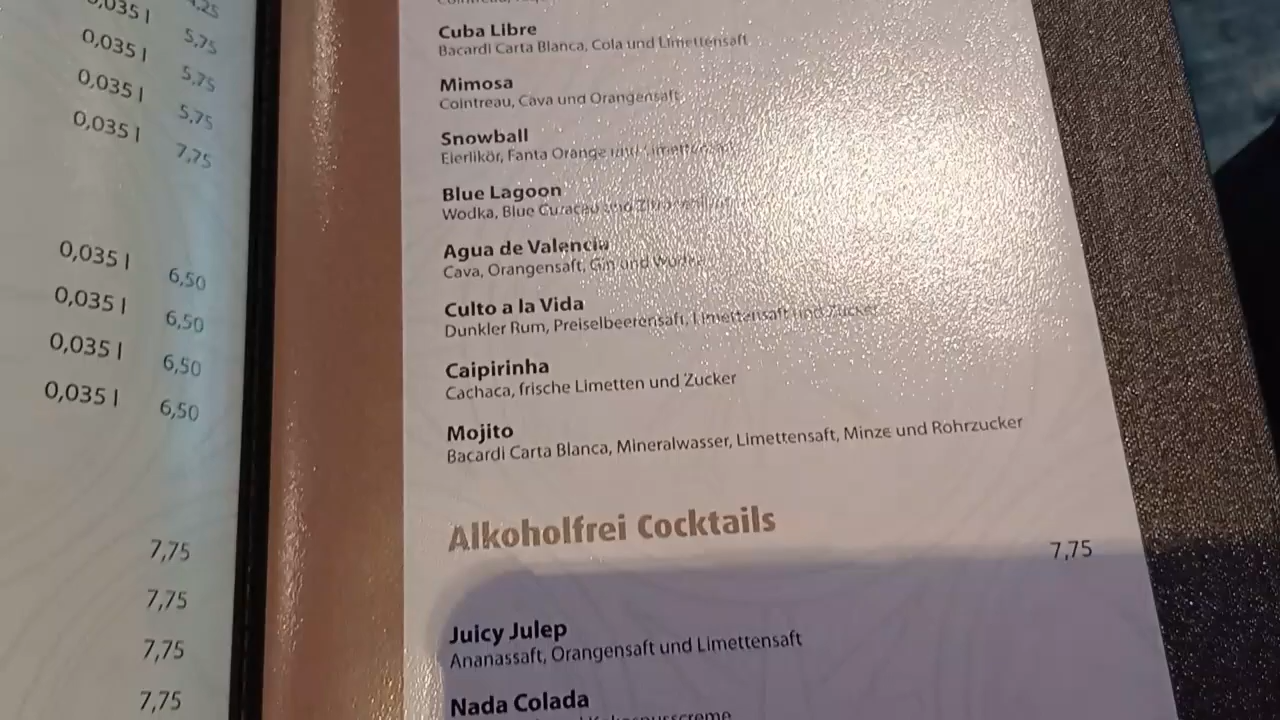 0,035 l
5,75
0,035 l
5,75
0,035 l
5,75
0,035 l
7,75
0,035 l 6,50
0,035 l 6,50
0,035 l 6,50
0,035 l 6,50
7,75
7,75
7,75
7,75
Cuba Libre
Bacardi Carta Blanca, Cola und Limettensaft
Mimosa
Cointreau, Cava und Orangensaft
Snowball
Eierlikör, Fanta Orange und Limettensaft
Blue Lagoon
Wodka, Blue Curacau und
Agua de Valencia
Cava, Orangensaft, Gin und Wodka
Culto a la Vida
Dunkler Rum, Preiselbeerensaft, Limettensaft und Zucker
Caipirinha
Cachaca, frische Limetten und Zucker
Mojito
Bacardi Carta Blanca, Mineralwasser, Limettensaft, Minze und Rohrzucker
Alkoholfrei Cocktails
7,75
Juicy Julep
Ananassaft, Orangensaft und Limettensaft
Nada Colada